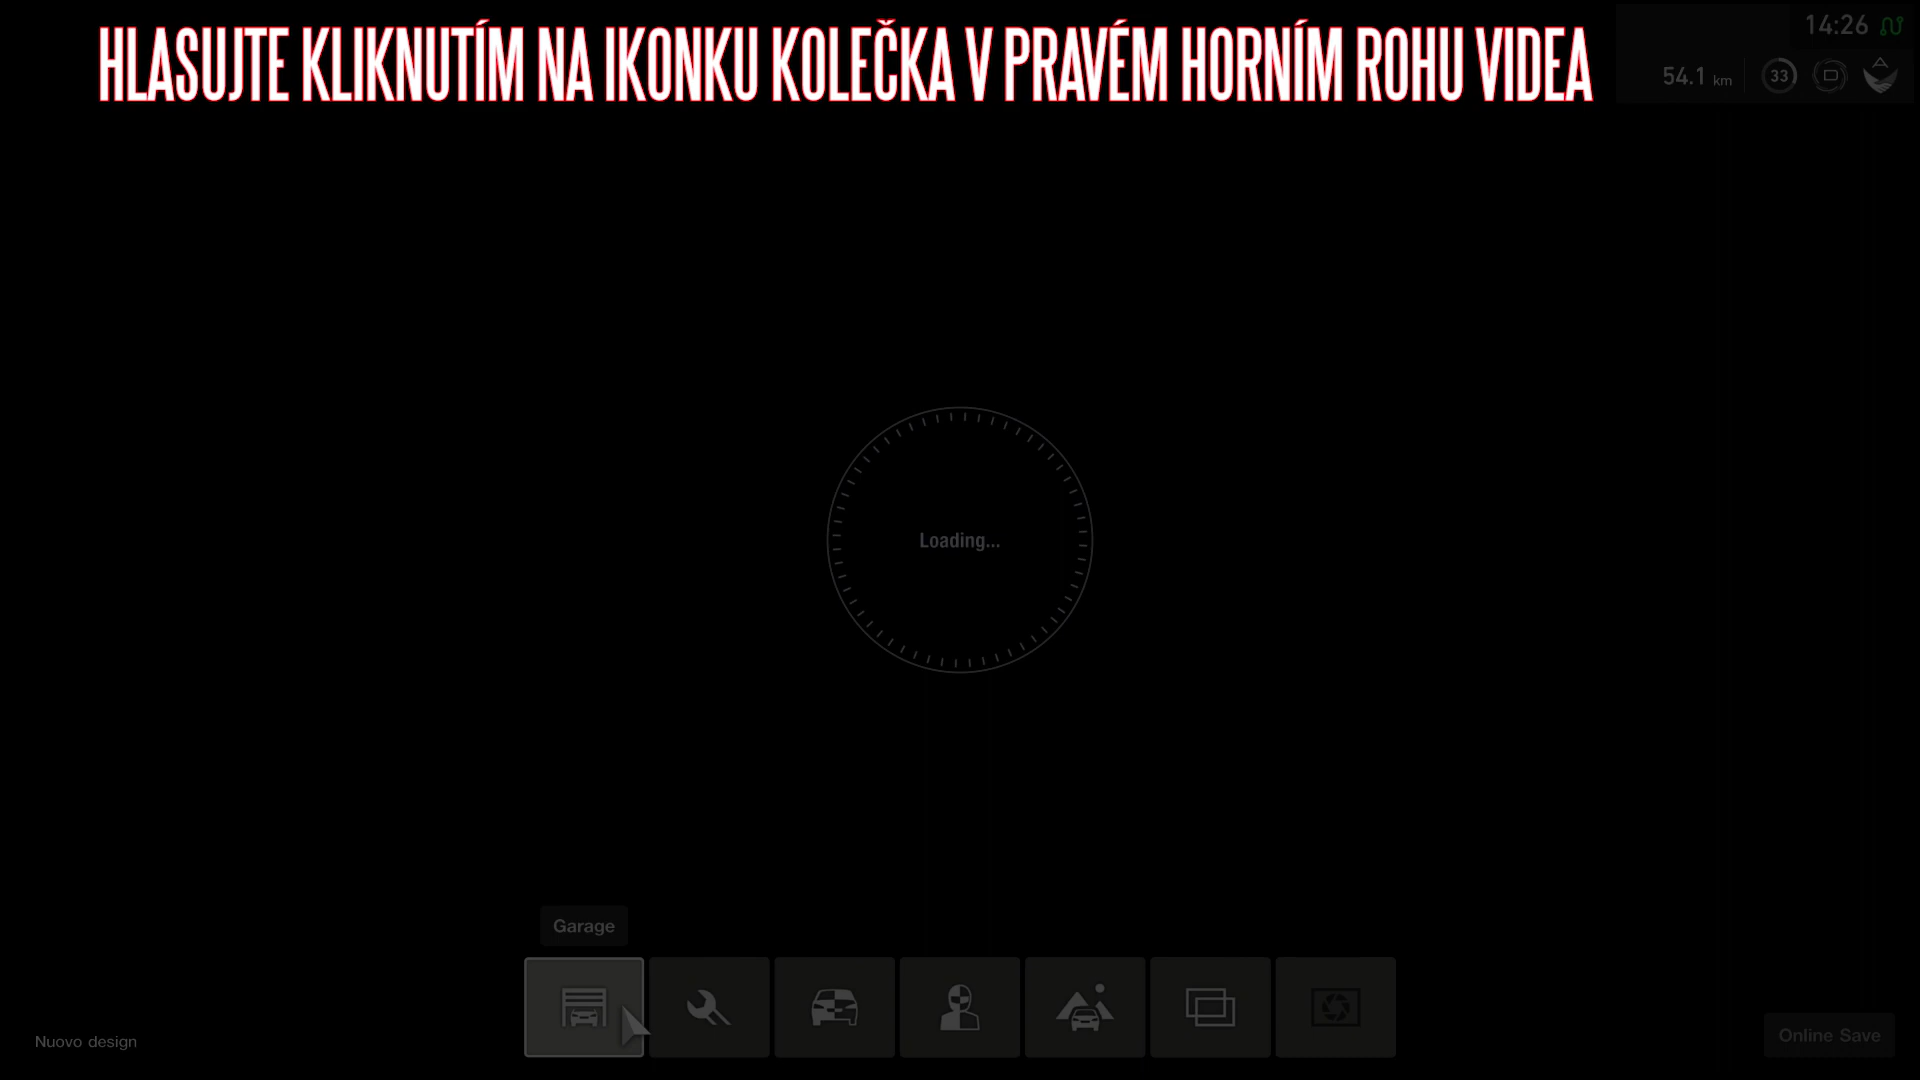 HLASUJTE KLIKNUTÍM NA IKONKU KOLEČKA V PRAVÉM HORNÍM ROHU VIDEA
14:26
54.1 km
33
Loading...
Garage
Nuovo design
Online Save